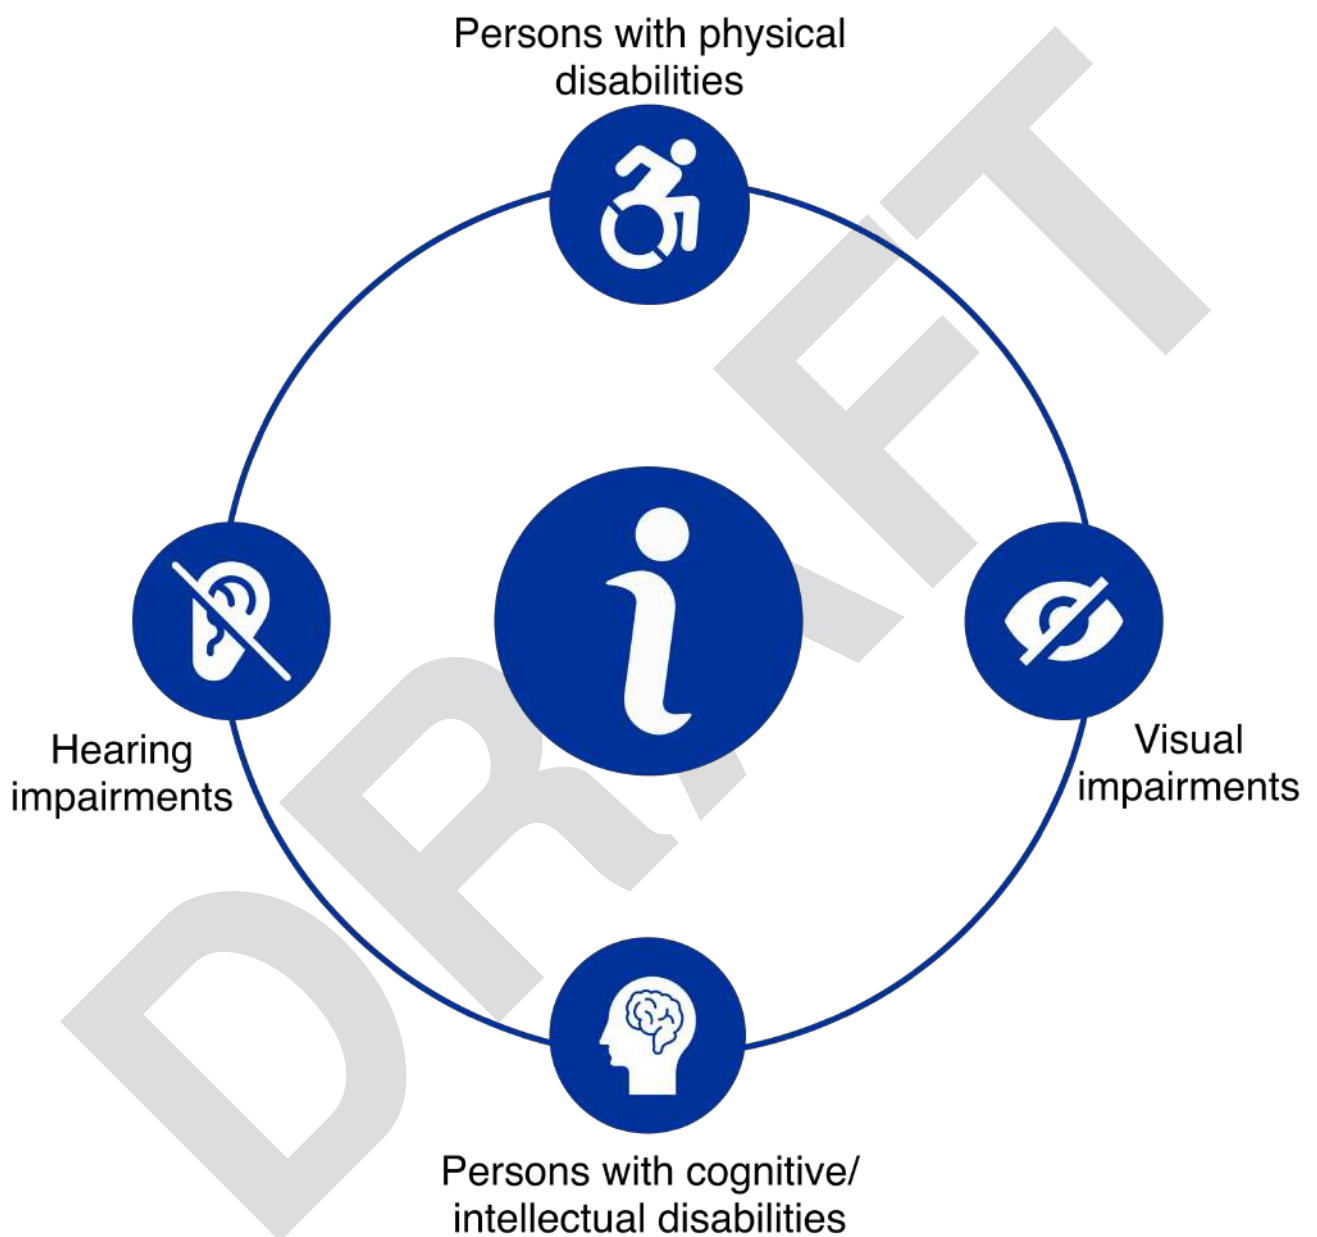 Persons with physical
disabilities
i
Hearing
impairments
Visual
impairments
Persons with cognitive/
intellectual disabilities
DRAFT